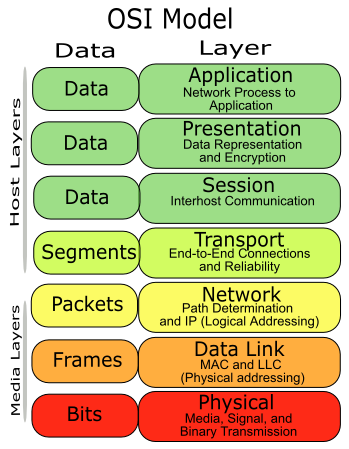 OSI Model
Data Layer
Host Layers
Data
Application
Network Process to
Application
Data
Presentation
Data Representation
and Encryption
Data
Session
Interhost Communication
Segments
Transport
End-to-End Connections
and Reliability
Media Layers
Packets
Network
Path Determination
and IP (Logical Addressing)
Frames
Data Link
MAC and LLC
(Physical addressing)
Bits
Physical
Media, Signal, and
Binary Transmission